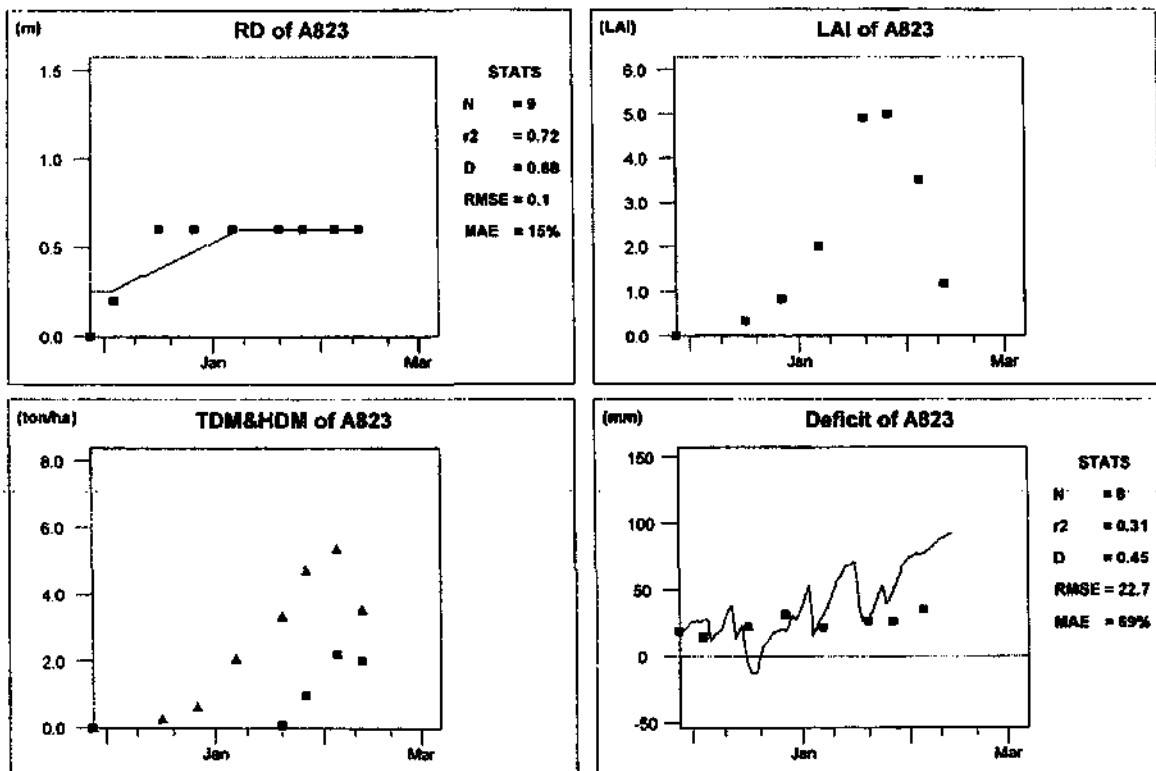 (m) RD of A823
1.5
1.0
0.5
0.0
Jan Mar
STATS
N = 9
r2 = 0.72
D = 0.88
RMSE = 0.1
MAE = 15%
(LAI) LAI of A823
6.0
5.0
4.0
3.0
2.0
1.0
0.0
Jan Mar
(ton/ha) TDM&HDM of A823
8.0
6.0
4.0
2.0
0.0
Jan Mar
(mm) Deficit of A823
150
100
50
0
-50
Jan Mar
STATS
N = 8
r2 = 0.31
D = 0.45
RMSE = 22.7
MAE = 69%